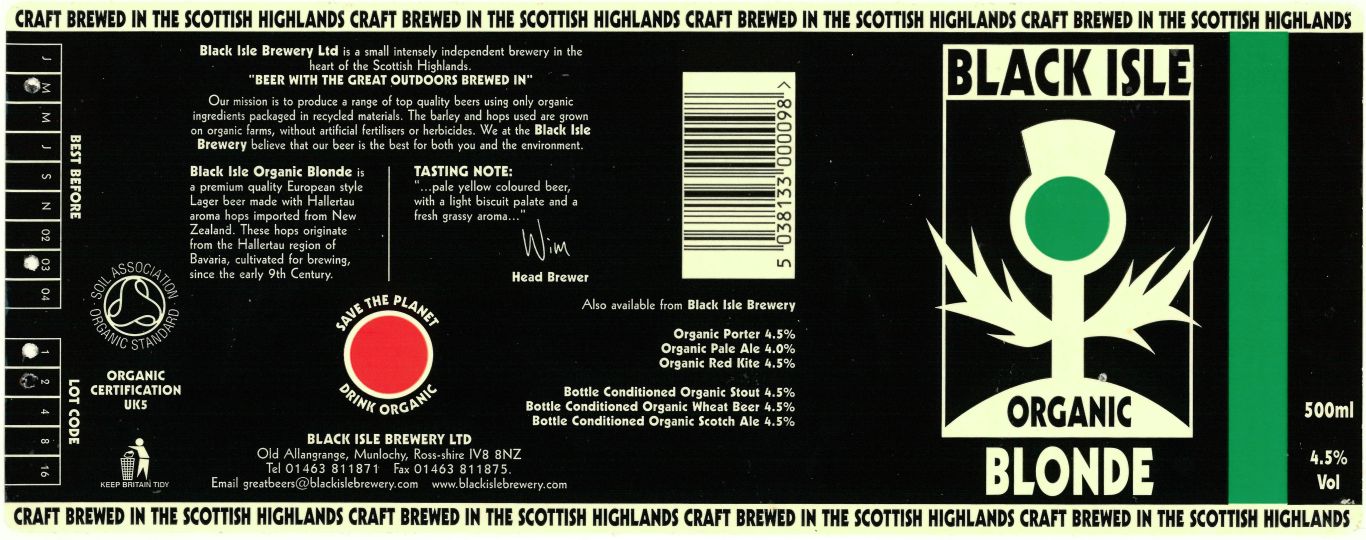 CRAFT BREWED IN THE SCOTTISH HIGHLANDS CRAFT BREWED IN THE SCOTTISH HIGHLANDS CRAFT BREWED IN THE SCOTTISH HIGHLANDS CRAFT BREWED IN THE SCOTTISH HIGHLANDS
J
M
M
J
S
N
02
03
04
BEST BEFORE
1
2
4
8
16
LOT CODE
SOIL ASSOCIATION
ORGANIC STANDARD
ORGANIC
CERTIFICATION
UK5
KEEP BRITAIN TIDY
Black Isle Brewery Ltd is a small intensely independent brewery in the
heart of the Scottish Highlands.
"BEER WITH THE GREAT OUTDOORS BREWED IN"
Our mission is to produce a range of top quality beers using only organic
ingredients packaged in recycled materials. The barley and hops used are grown
on organic farms, without artificial fertilisers or herbicides. We at the Black Isle
Brewery believe that our beer is the best for both you and the environment.
Black Isle Organic Blonde is
a premium quality European style
Lager beer made with Hallertau
aroma hops imported from New
Zealand. These hops originate
from the Hallertau region of
Bavaria, cultivated for brewing,
since the early 9th Century.
TASTING NOTE:
"...pale yellow coloured beer,
with a light biscuit palate and a
fresh grassy aroma..."
Wim
Head Brewer
SAVE THE PLANET
DRINK ORGANIC
BLACK ISLE BREWERY LTD
Old Allangrange, Munlochy, Ross-shire IV8 8NZ
Tel 01463 811871 Fax 01463 811875.
Email greatbeers@blackislebrewery.com www.blackislebrewery.com
5 038133 000098 >
Also available from Black Isle Brewery
Organic Porter 4.5%
Organic Pale Ale 4.0%
Organic Red Kite 4.5%
Bottle Conditioned Organic Stout 4.5%
Bottle Conditioned Organic Wheat Beer 4.5%
Bottle Conditioned Organic Scotch Ale 4.5%
BLACK ISLE
ORGANIC
BLONDE
500ml
4.5%
Vol
CRAFT BREWED IN THE SCOTTISH HIGHLANDS CRAFT BREWED IN THE SCOTTISH HIGHLANDS CRAFT BREWED IN THE SCOTTISH HIGHLANDS CRAFT BREWED IN THE SCOTTISH HIGHLANDS